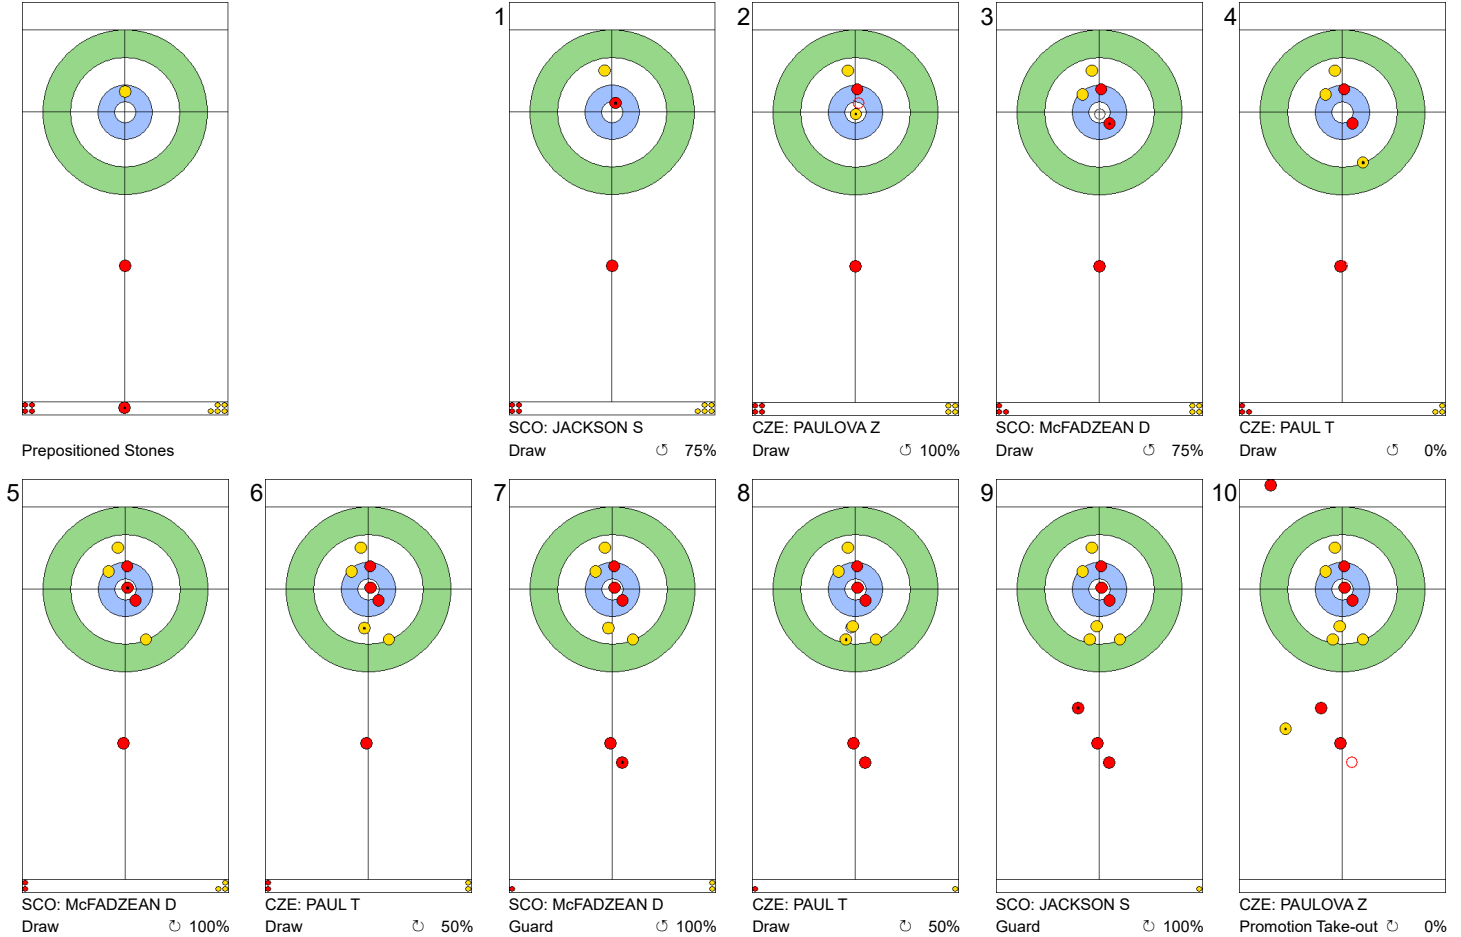 Prepositioned Stones
1
SCO: JACKSON S
Draw 75%
2
CZE: PAULOVA Z
Draw 100%
3
SCO: McFADZEAN D
Draw 75%
4
CZE: PAUL T
Draw 0%
5
SCO: McFADZEAN D
Draw 100%
6
CZE: PAUL T
Draw 50%
7
SCO: McFADZEAN D
Guard 100%
8
CZE: PAUL T
Draw 50%
9
SCO: JACKSON S
Guard 100%
10
CZE: PAULOVA Z
Promotion Take-out 0%